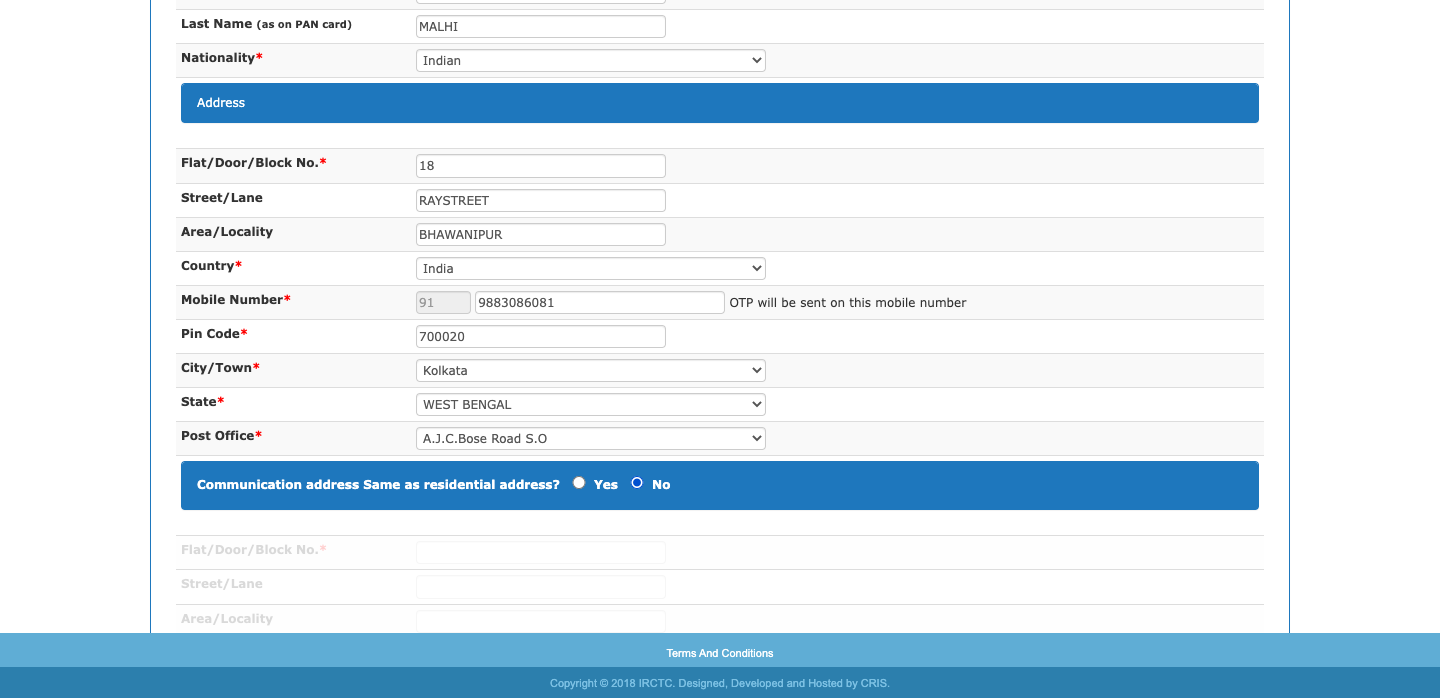 Last Name (as on PAN card) MALHI
Nationality* Indian
Address
Flat/Door/Block No.* 18
Street/Lane RAYSTREET
Area/Locality BHAWANIPUR
Country* India
Mobile Number* 91 9883086081 OTP will be sent on this mobile number
Pin Code* 700020
City/Town* Kolkata
State* WEST BENGAL
Post Office* A.J.C.Bose Road S.O
Communication address Same as residential address? Yes No
Flat/Door/Block No.*
Street/Lane
Area/Locality
Terms And Conditions
Copyright © 2018 IRCTC. Designed, Developed and Hosted by CRIS.